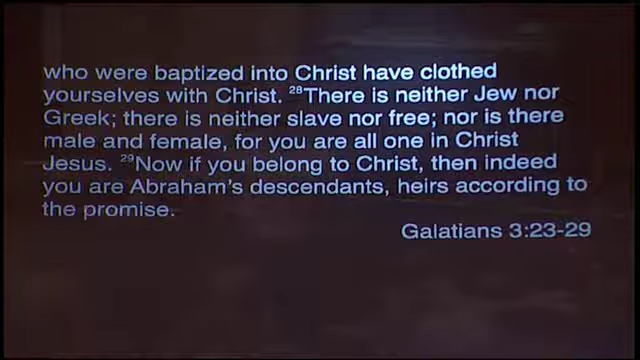 who were baptized into Christ have clothed
yourselves with Christ. ²⁸There is neither Jew nor
Greek; there is neither slave nor free; nor is there
male and female, for you are all one in Christ
Jesus. ²⁹Now if you belong to Christ, then indeed
you are Abraham's descendants, heirs according to
the promise.
Galatians 3:23-29